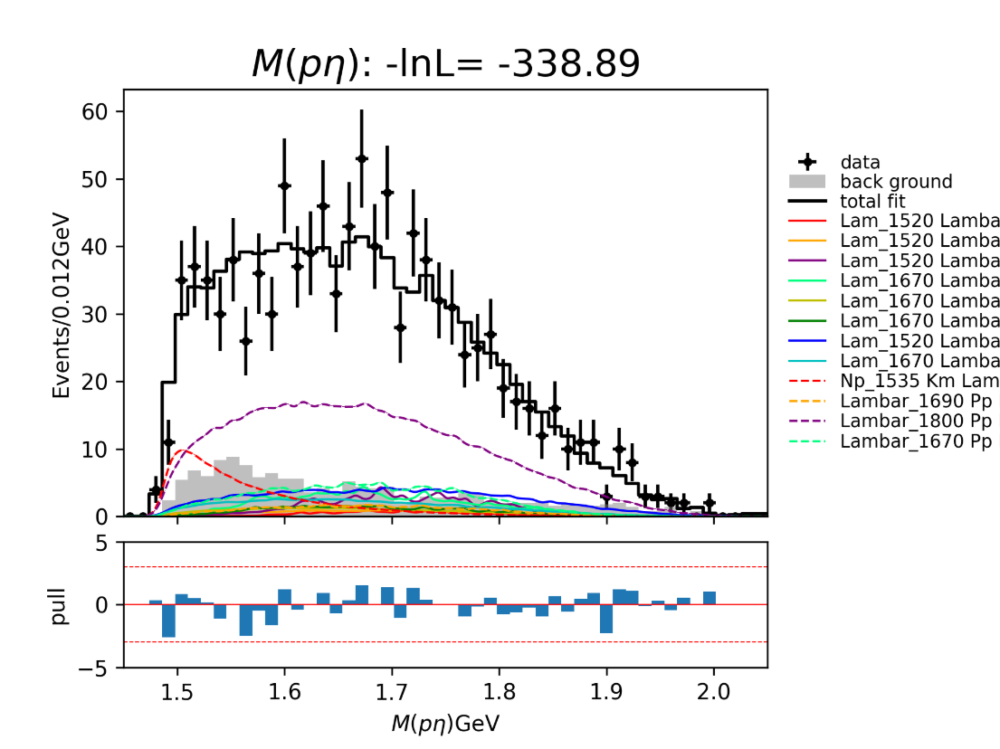 M(pη): -lnL= -338.89
Events/0.012GeV
60
50
40
30
20
10
0
data
back ground
total fit
Lam_1520 Lamba
Lam_1520 Lamba
Lam_1520 Lamba
Lam_1670 Lamba
Lam_1670 Lamba
Lam_1670 Lamba
Lam_1520 Lamba
Lam_1670 Lamba
Np_1535 Km Lam
Lambar_1690 Pp
Lambar_1800 Pp
Lambar_1670 Pp
pull
5
0
−5
1.5 1.6 1.7 1.8 1.9 2.0
M(pη)GeV